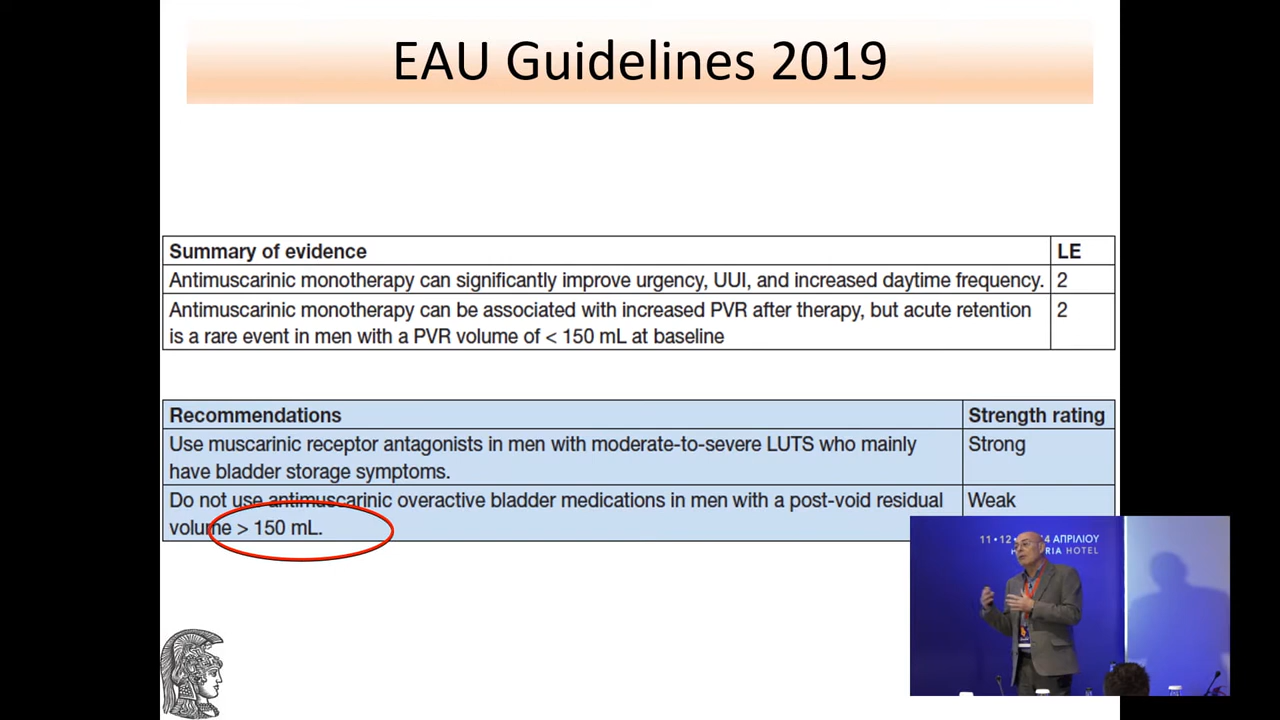 EAU Guidelines 2019
Summary of evidence LE
Antimuscarinic monotherapy can significantly improve urgency, UUI, and increased daytime frequency. 2
Antimuscarinic monotherapy can be associated with increased PVR after therapy, but acute retention 2
is a rare event in men with a PVR volume of < 150 mL at baseline
Recommendations Strength rating
Use muscarinic receptor antagonists in men with moderate-to-severe LUTS who mainly Strong
have bladder storage symptoms.
Do not use antimuscarinic overactive bladder medications in men with a post-void residual Weak
volume > 150 mL.
11 • 12 • 14 ΑΠΡΙΛΙΟΥ
HOTEL